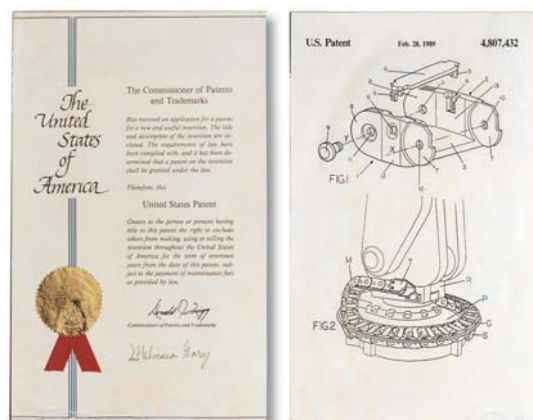 The
United
States
of
America
The Commissioner of Patents
and Trademarks
Has received an application for a patent
for a new and useful invention. The title
and description of the invention are en-
closed. The requirements of law have
been complied with, and it has been de-
termined that a patent on the invention
shall be granted under the law.
Therefore, this
United States Patent
Grants to the person or persons having
title to this patent the right to exclude
others from making, using or selling the
invention throughout the United States
of America for the term of seventeen
years from the date of this patent, sub-
ject to the payment of maintenance fees
as provided by law.
Commissioner of Patents and Trademarks
Melvinia Gary
U.S. Patent Feb. 28, 1989 4,807,432
FIG.1
X
Y
M
T
R
P
G
S
FIG.2